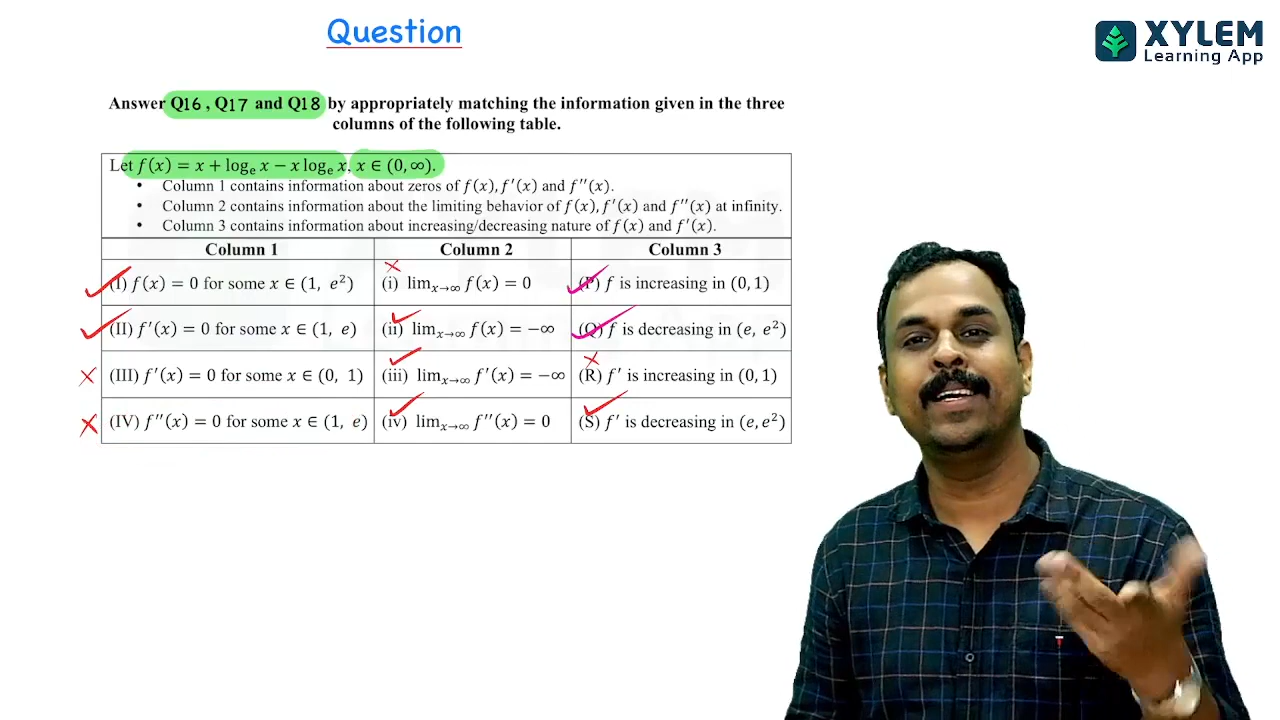 Question
XYLEM
Learning App
Answer Q16 , Q17 and Q18 by appropriately matching the information given in the three
columns of the following table.
Let f(x) = x + logₑ x − x logₑ x, x ∈ (0, ∞).
• Column 1 contains information about zeros of f(x), f′(x) and f″(x).
• Column 2 contains information about the limiting behavior of f(x), f′(x) and f″(x) at infinity.
• Column 3 contains information about increasing/decreasing nature of f(x) and f′(x).
Column 1 Column 2 Column 3
(I) f(x) = 0 for some x ∈ (1, e²) (i) limₓ→∞ f(x) = 0 (P) f is increasing in (0, 1)
(II) f′(x) = 0 for some x ∈ (1, e) (ii) limₓ→∞ f(x) = −∞ (Q) f is decreasing in (e, e²)
(III) f′(x) = 0 for some x ∈ (0, 1) (iii) limₓ→∞ f′(x) = −∞ (R) f′ is increasing in (0, 1)
(IV) f″(x) = 0 for some x ∈ (1, e) (iv) limₓ→∞ f″(x) = 0 (S) f′ is decreasing in (e, e²)